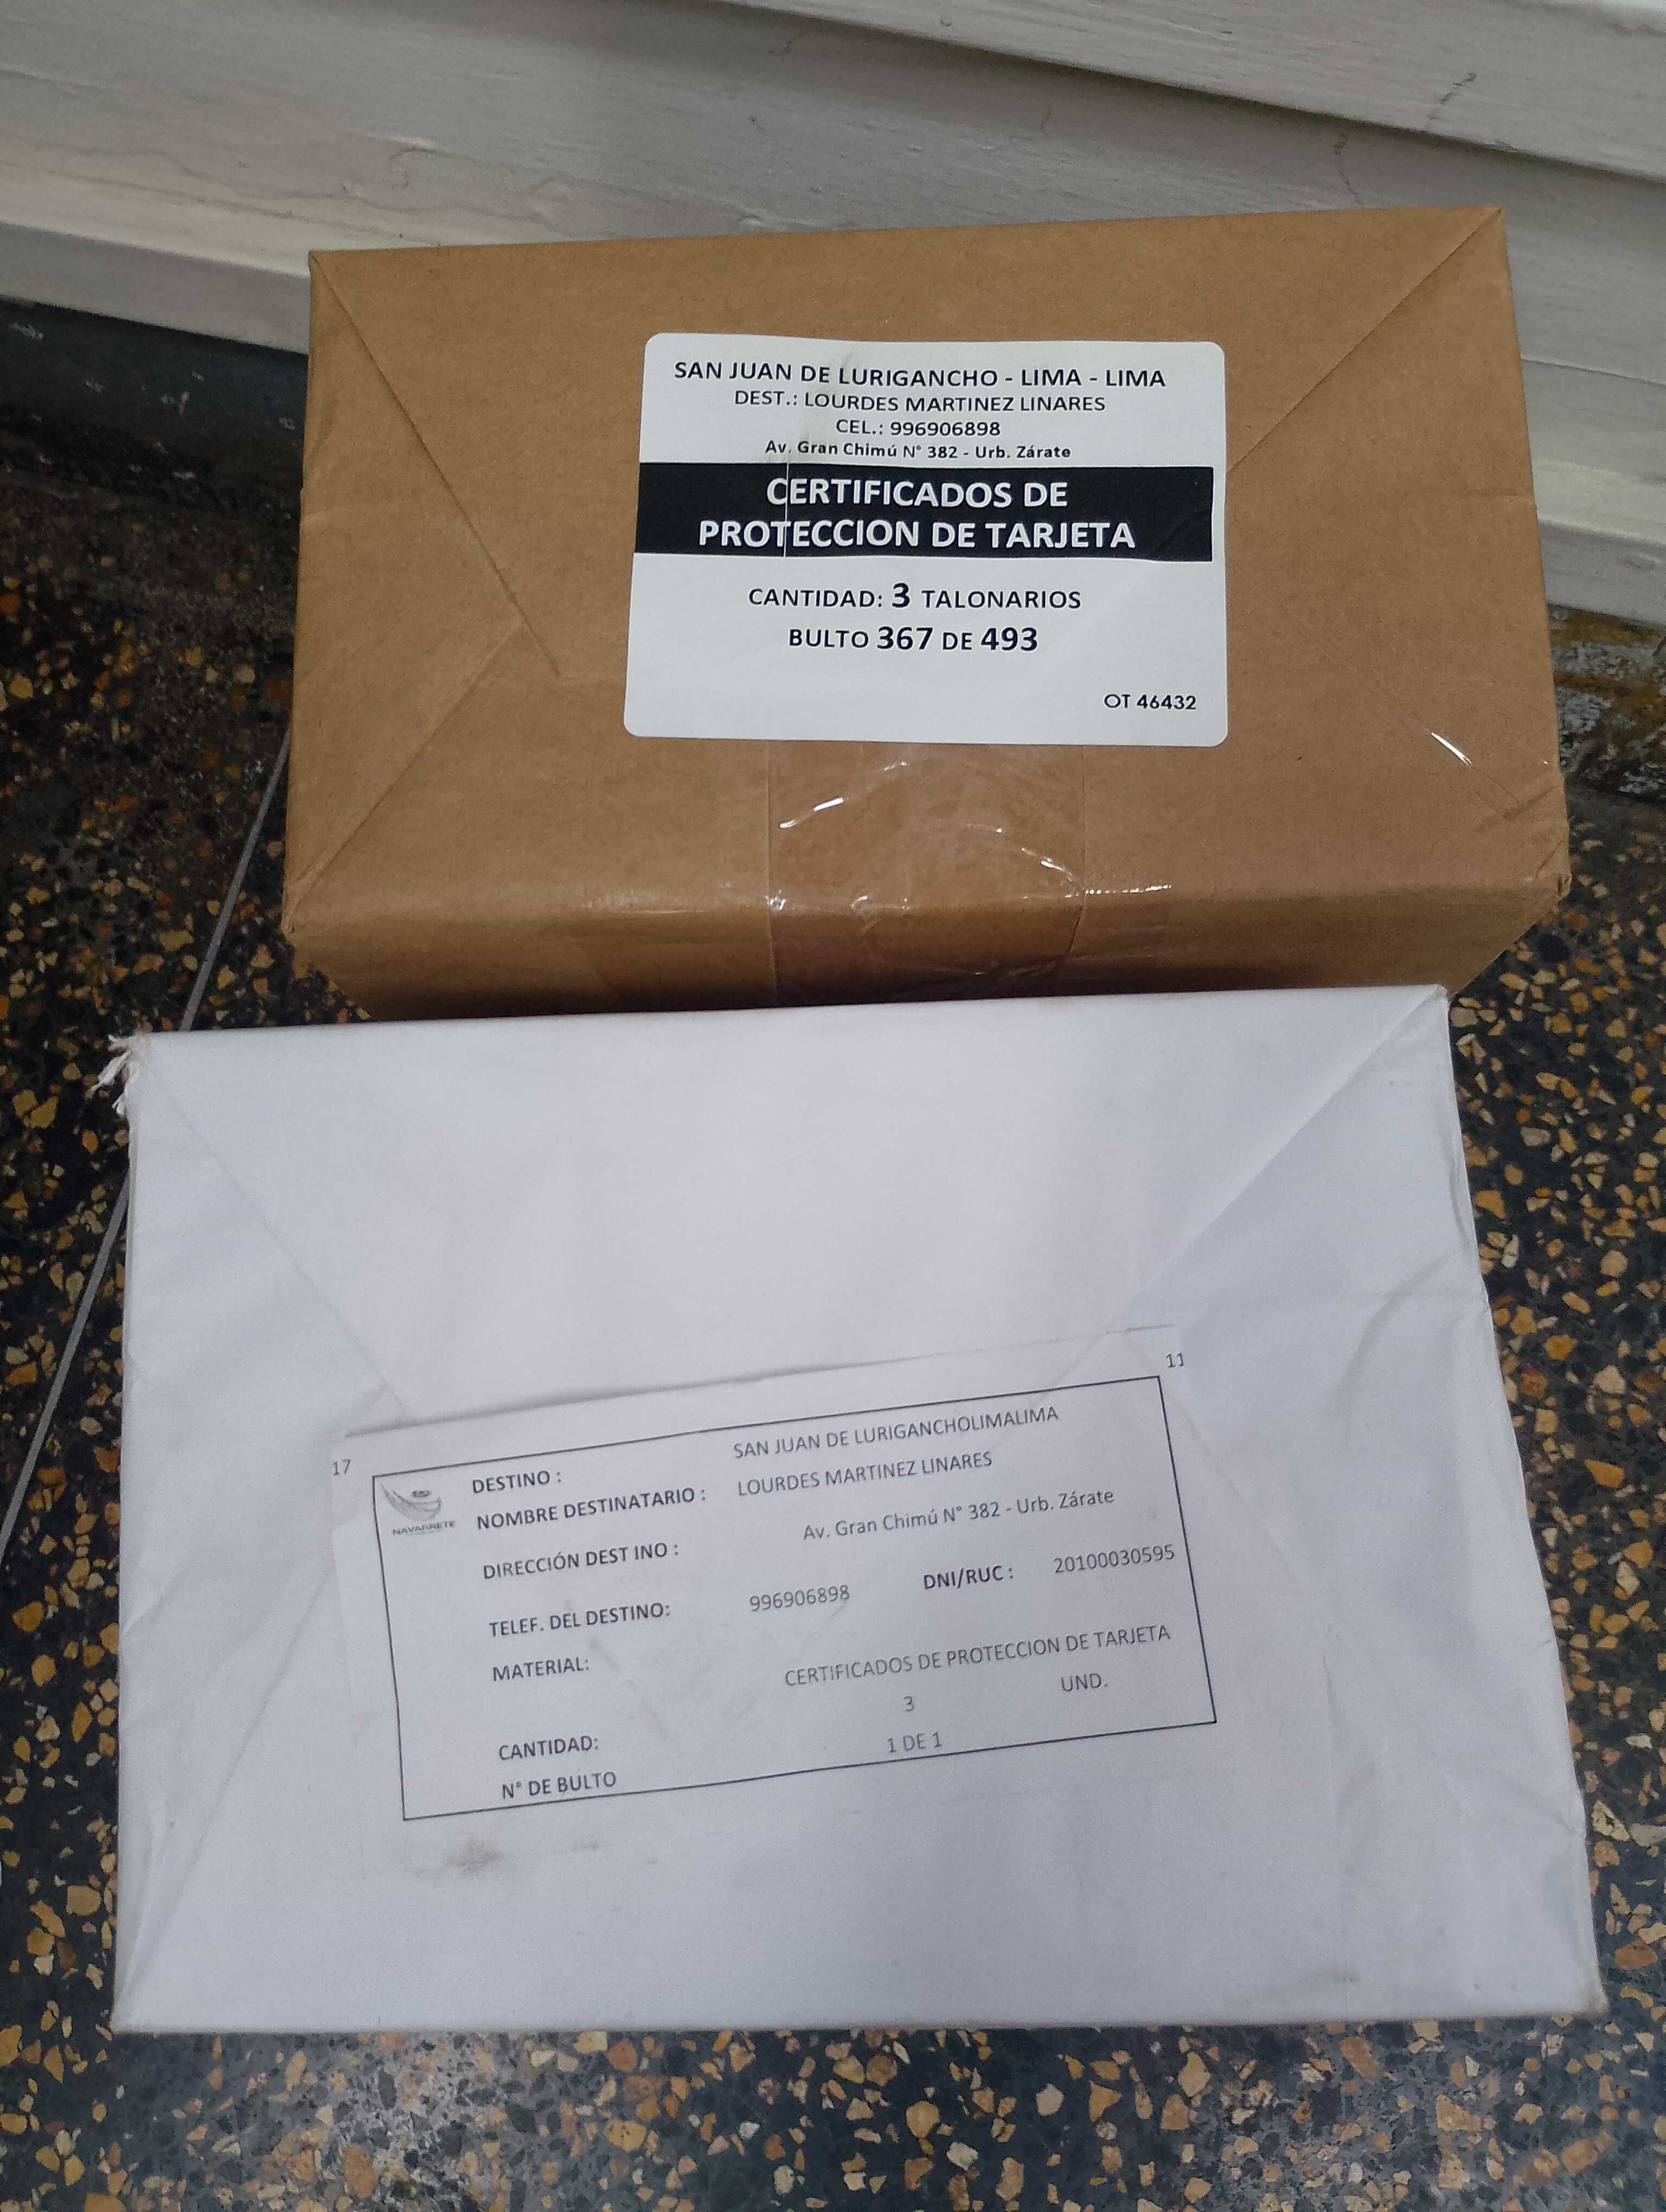 SAN JUAN DE LURIGANCHO - LIMA - LIMA
DEST.: LOURDES MARTINEZ LINARES
CEL.: 996906898
Av. Gran Chimú N° 382 - Urb. Zárate
CERTIFICADOS DE
PROTECCION DE TARJETA
CANTIDAD: 3 TALONARIOS
BULTO 367 DE 493
OT 46432
17
11
NAVARRETE
DESTINO : SAN JUAN DE LURIGANCHOLIMALIMA
NOMBRE DESTINATARIO : LOURDES MARTINEZ LINARES
DIRECCIÓN DEST INO : Av. Gran Chimú N° 382 - Urb. Zárate
TELEF. DEL DESTINO: 996906898 DNI/RUC : 20100030595
MATERIAL: CERTIFICADOS DE PROTECCION DE TARJETA
CANTIDAD: 3 UND.
N° DE BULTO 1 DE 1